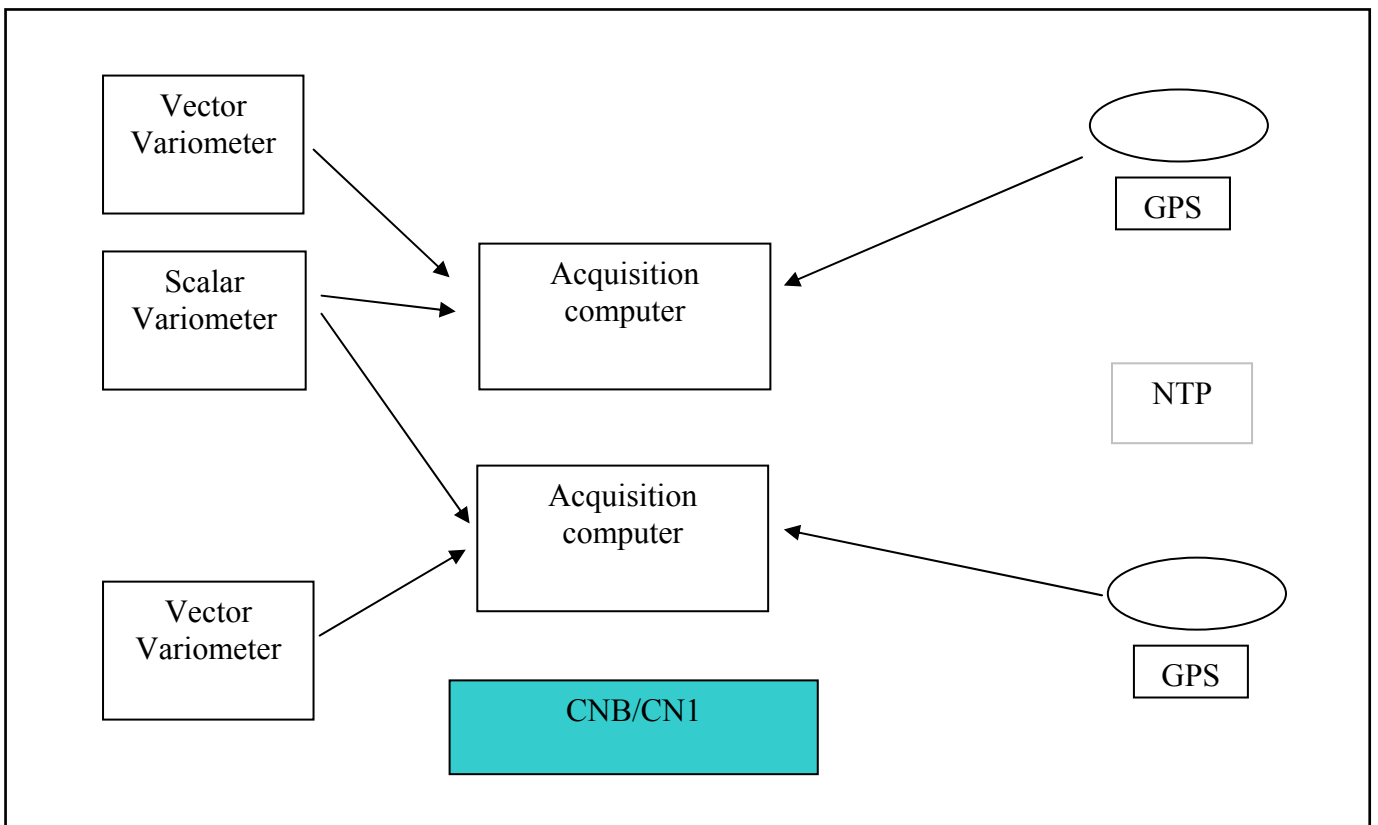 Vector
Variometer
GPS
Scalar
Variometer
Acquisition
computer
NTP
Acquisition
computer
Vector
Variometer
GPS
CNB/CN1